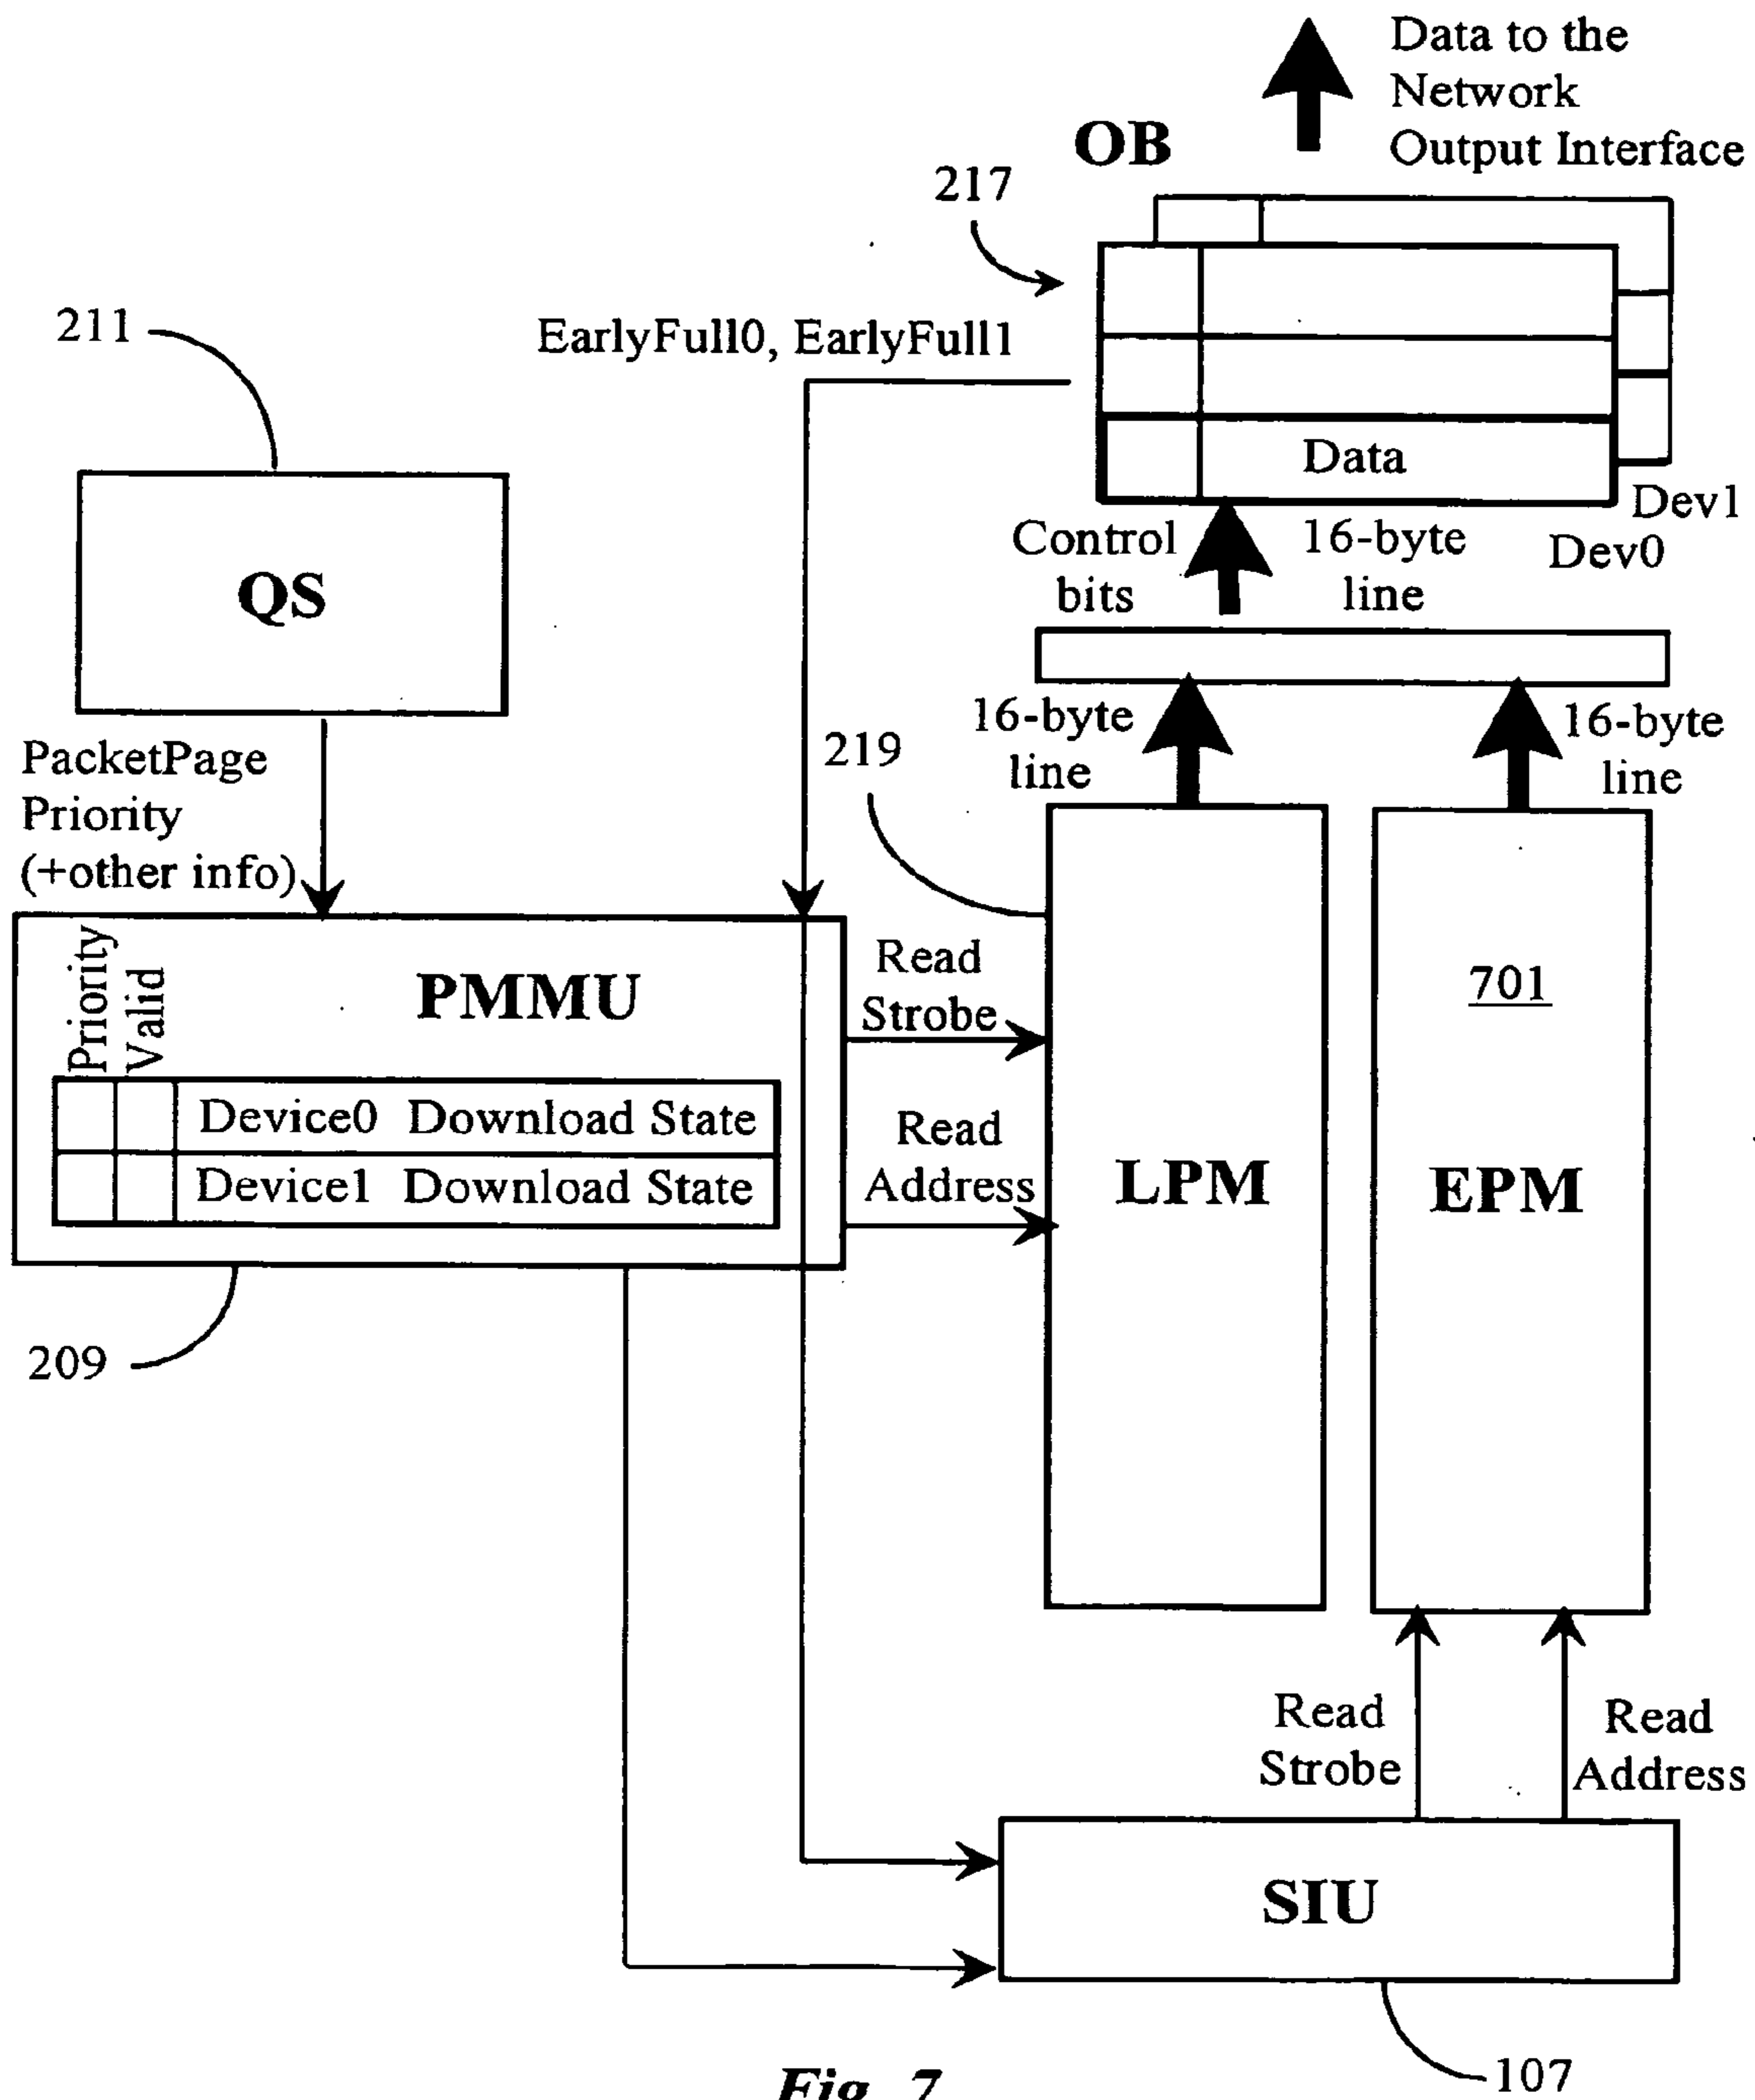 Data to the
Network
Output Interface
OB
217
211
EarlyFull0, EarlyFull1
Data
Dev1
Dev0
Control
bits
16-byte
line
QS
16-byte
line
16-byte
line
219
PacketPage
Priority
(+other info)
Priority
Valid
PMMU
Read
Strobe
701
Device0 Download State
Device1 Download State
Read
Address
LPM
EPM
209
Read
Strobe
Read
Address
SIU
107
Fig. 7